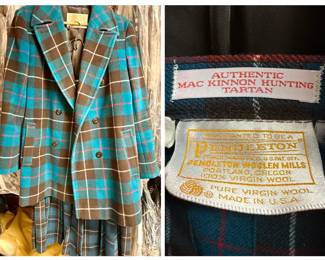 AUTHENTIC
MAC KINNON HUNTING
TARTAN
WARRANTED TO BE A
PENDLETON
PENDLETON WOOLEN MILLS
PORTLAND, OREGON
100% VIRGIN WOOL
PURE VIRGIN WOOL
MADE IN U.S.A.